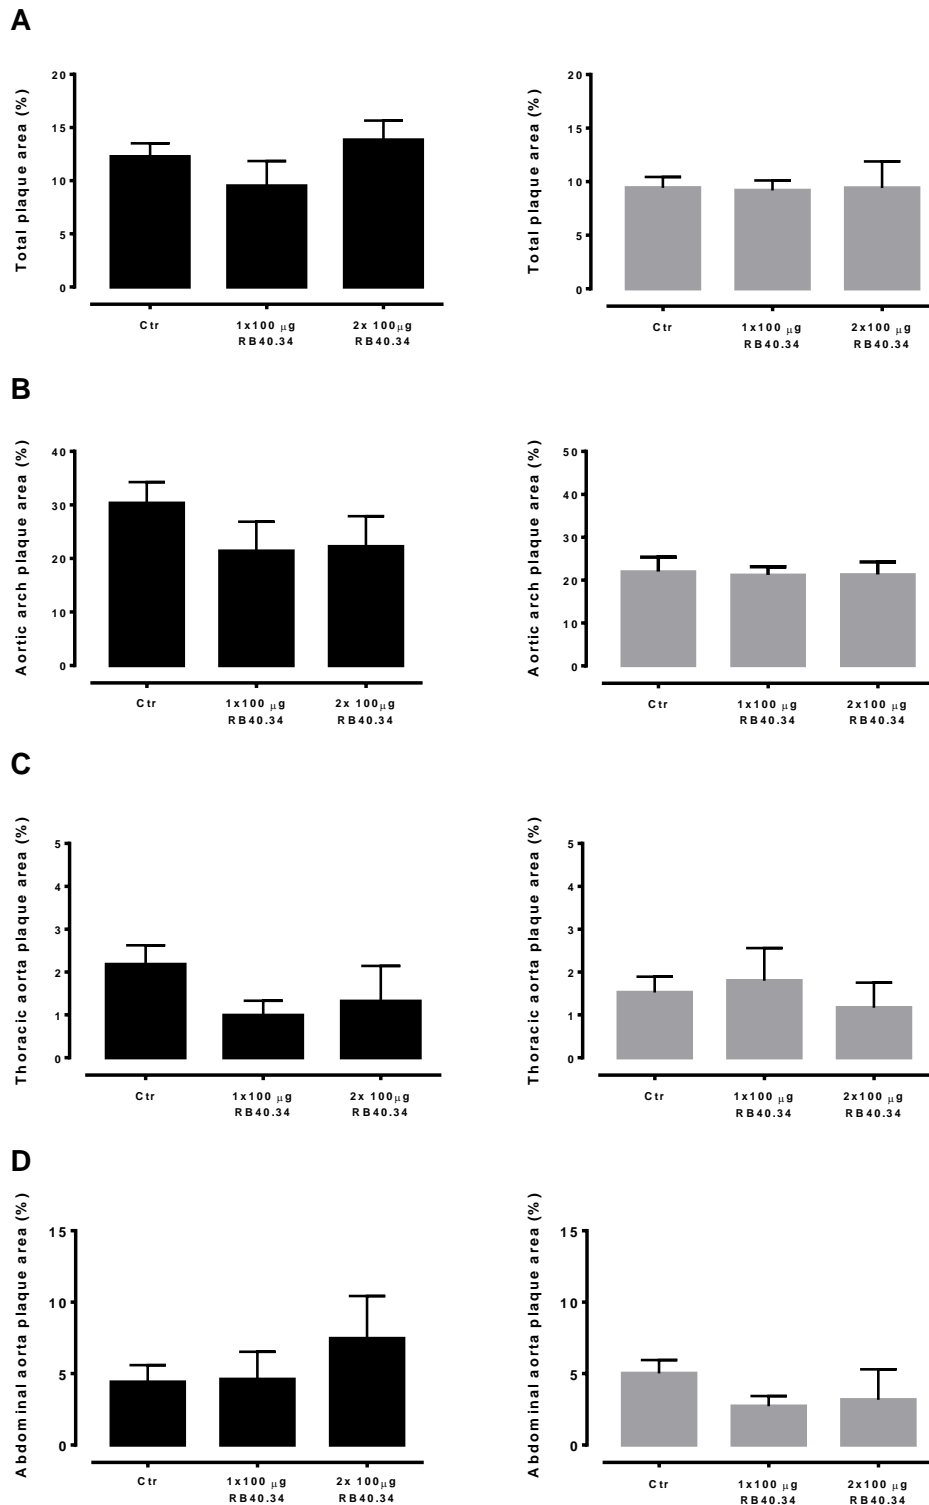 A
Total plaque area (%)
20
15
10
5
0
Ctr
1x100 µg
RB40.34
2x 100µg
RB40.34
Total plaque area (%)
20
15
10
5
0
Ctr
1x100 µg
RB40.34
2x100 µg
RB40.34
B
Aortic arch plaque area (%)
40
30
20
10
0
Ctr
1x100 µg
RB40.34
2x 100µg
RB40.34
Aortic arch plaque area (%)
50
40
30
20
10
0
Ctr
1x100 µg
RB40.34
2x100 µg
RB40.34
C
Thoracic aorta plaque area (%)
5
4
3
2
1
0
Ctr
1x100 µg
RB40.34
2x 100µg
RB40.34
Thoracic aorta plaque area (%)
5
4
3
2
1
0
Ctr
1x100 µg
RB40.34
2x100 µg
RB40.34
D
Abdominal aorta plaque area (%)
15
10
5
0
Ctr
1x100 µg
RB40.34
2x 100µg
RB40.34
Abdominal aorta plaque area (%)
15
10
5
0
Ctr
1x100 µg
RB40.34
2x100 µg
RB40.34